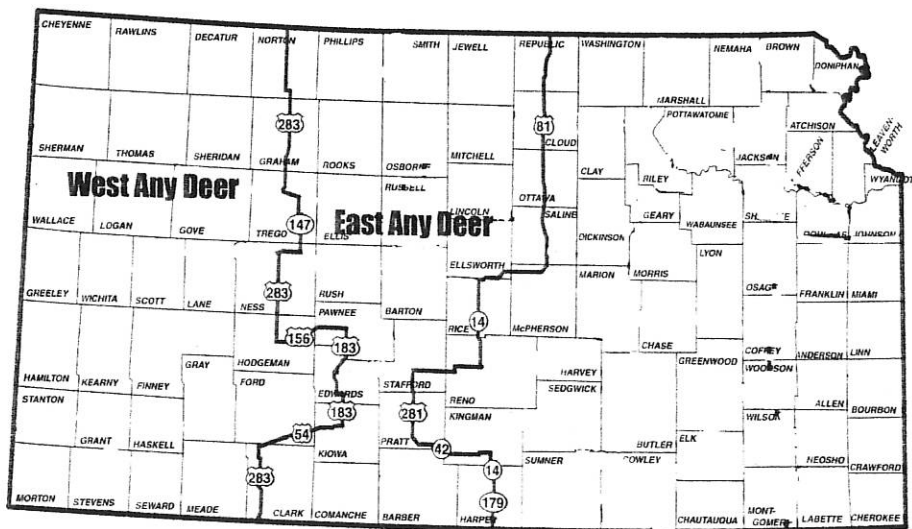 CHEYENNE RAWLINS DECATUR NORTON PHILLIPS SMITH JEWELL REPUBLIC WASHINGTON NEMAHA BROWN
DONIPHAN
MARSHALL
283 81 POTTAWATOMIE
CLOUD ATCHISON LEAVEN-
WORTH
SHERMAN THOMAS SHERIDAN GRAHAM ROOKS OSBORNE MITCHELL CLAY RILEY JACKSON
West Any Deer
RUSSELL OTTAWA
East Any Deer
LINCOLN SALINE GEARY WABAUNSEE
WALLACE LOGAN GOVE TREGO 147 ELLIS DICKINSON JOHNSON
LYON
ELLSWORTH MARION MORRIS
GREELEY WICHITA SCOTT LANE NESS 283 RUSH OSAGE FRANKLIN MIAMI
PAWNEE BARTON RICE 14 McPHERSON
156 183 CHASE COFFEY ANDERSON LINN
HAMILTON KEARNY FINNEY GRAY HODGEMAN STAFFORD HARVEY GREENWOOD WOODSON
STANTON FORD EDWARDS RENO SEDGWICK
183 281 KINGMAN ALLEN BOURBON
WILSON
GRANT HASKELL 54 KIOWA PRATT 42 BUTLER ELK
SUMNER COWLEY NEOSHO CRAWFORD
283 14
MORTON STEVENS SEWARD MEADE CLARK COMANCHE BARBER HARPER 179 CHAUTAUQUA MONT-
GOMERY LABETTE CHEROKEE